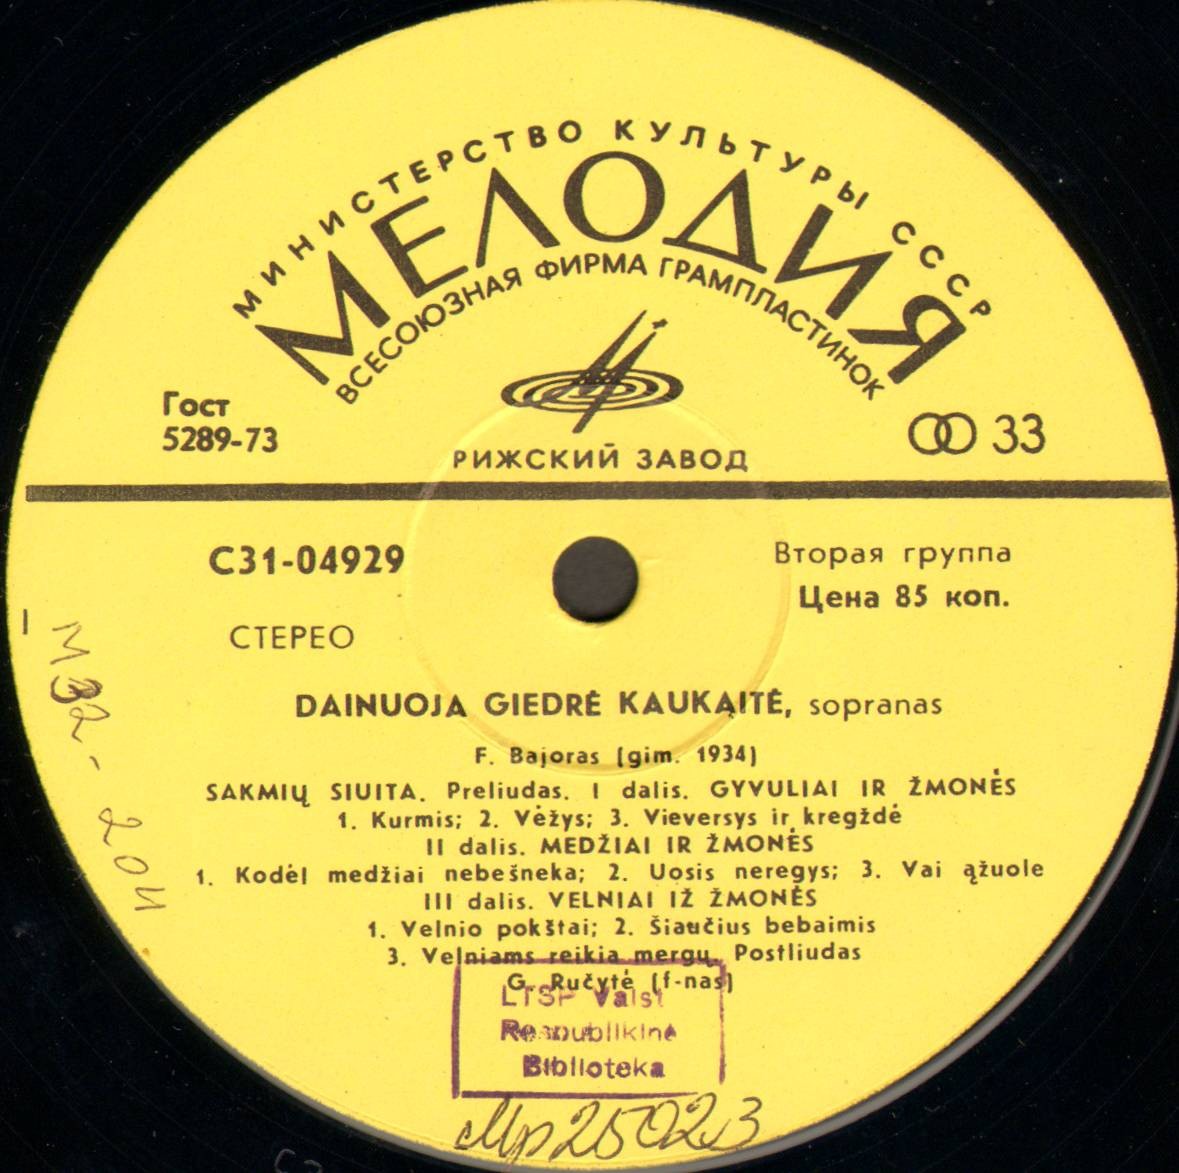 МИНИСТЕРСТВО КУЛЬТУРЫ СССР
МЕЛОДИЯ
ВСЕСОЮЗНАЯ ФИРМА ГРАМПЛАСТИНОК
Гост
5289-73
33
РИЖСКИЙ ЗАВОД
С31-04929
Вторая группа
Цена 85 коп.
СТЕРЕО
DAINUOJA GIEDRĖ KAUKAITĖ, sopranas
F. Bajoras (gim. 1934)
SAKMIŲ SIUITA. Preliudas. I dalis. GYVULIAI IR ŽMONĖS
1. Kurmis; 2. Vėžys; 3. Vieversys ir kregždė
II dalis. MEDŽIAI IR ŽMONĖS
1. Kodėl medžiai nebešneka; 2. Uosis neregys; 3. Vai ąžuole
III dalis. VELNIAI IŽ ŽMONĖS
1. Velnio pokštai; 2. Šiaučius bebaimis
3. Velniams reikia mergų. Postliudas
G. Ručytė (f-nas)
LTSR Valst
Respublikinė
Biblioteka
Mp25023